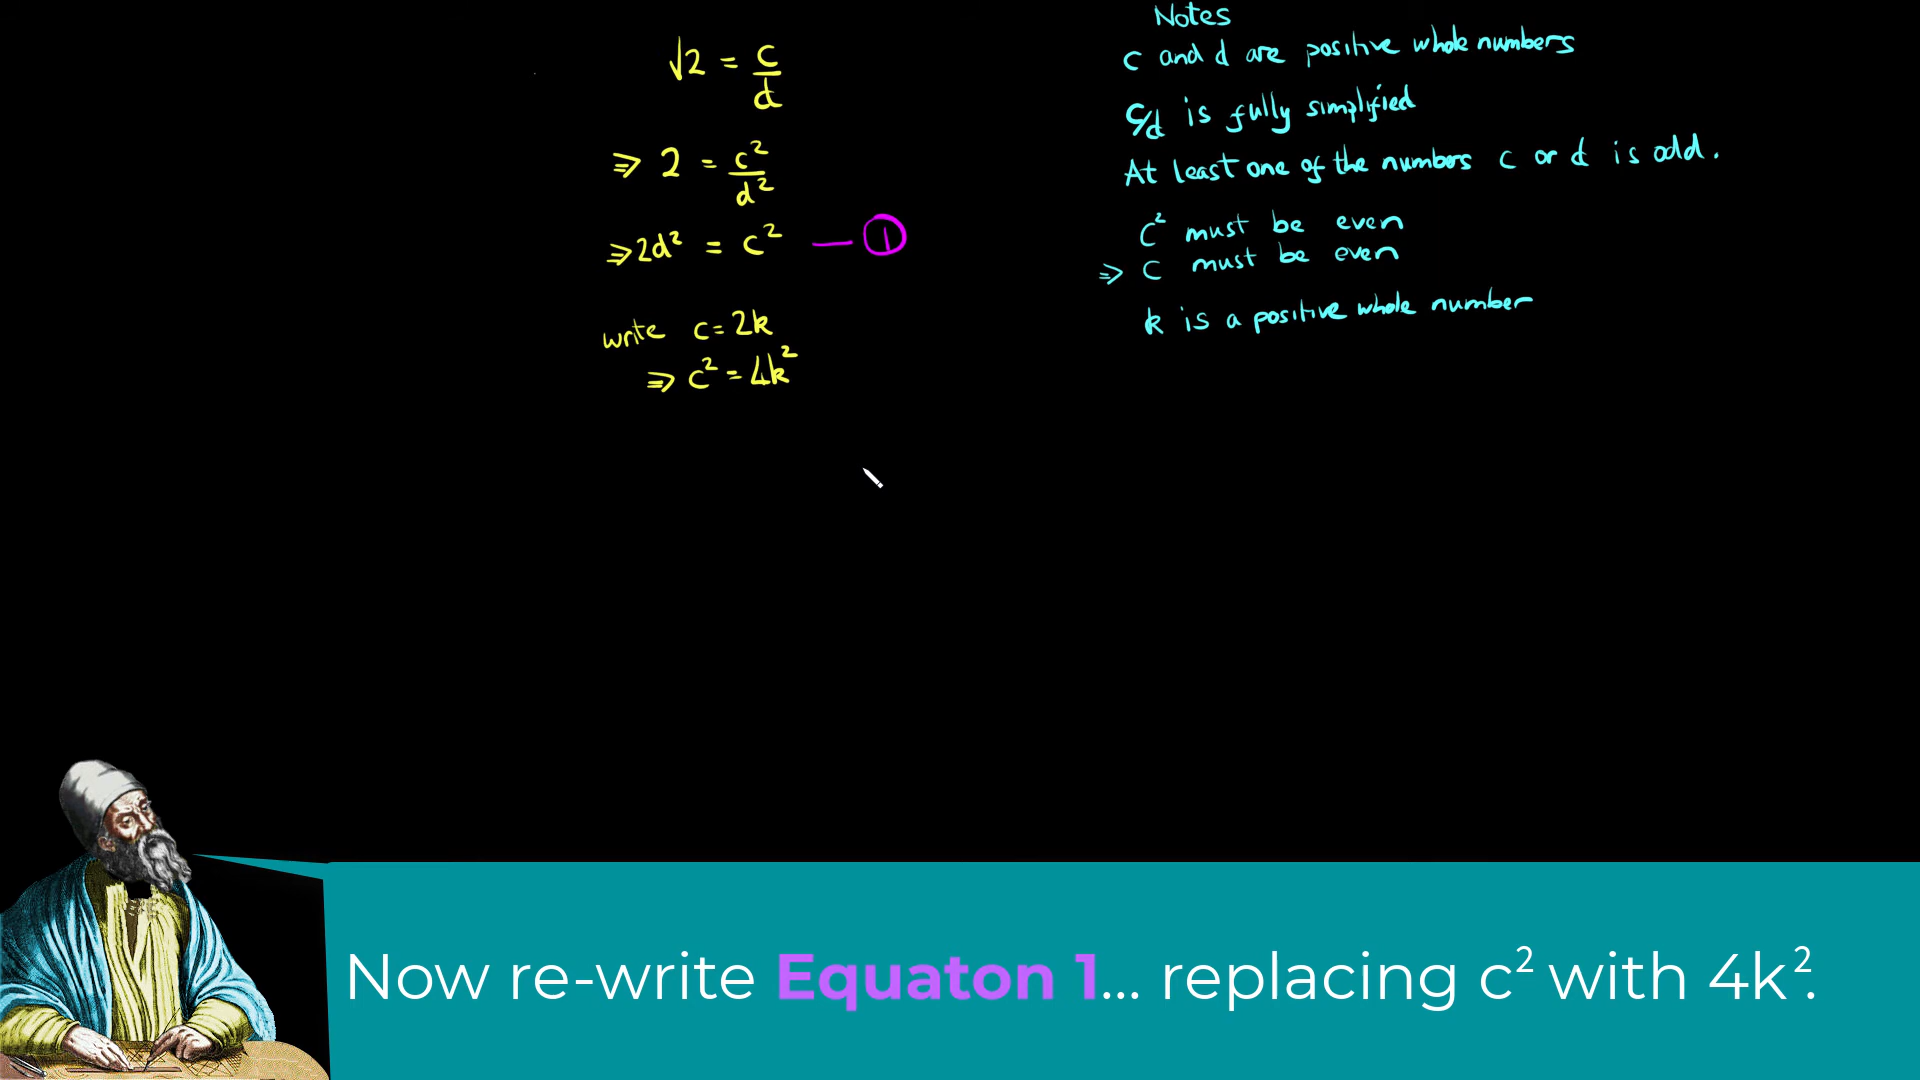 √2 = c/d
⇒ 2 = c²/d²
⇒ 2d² = c² — ①
write c = 2k
⇒ c² = 4k²
Notes
c and d are positive whole numbers
c/d is fully simplified
At least one of the numbers c or d is odd.
c² must be even
⇒ c must be even
k is a positive whole number
Now re-write Equaton 1... replacing c² with 4k².